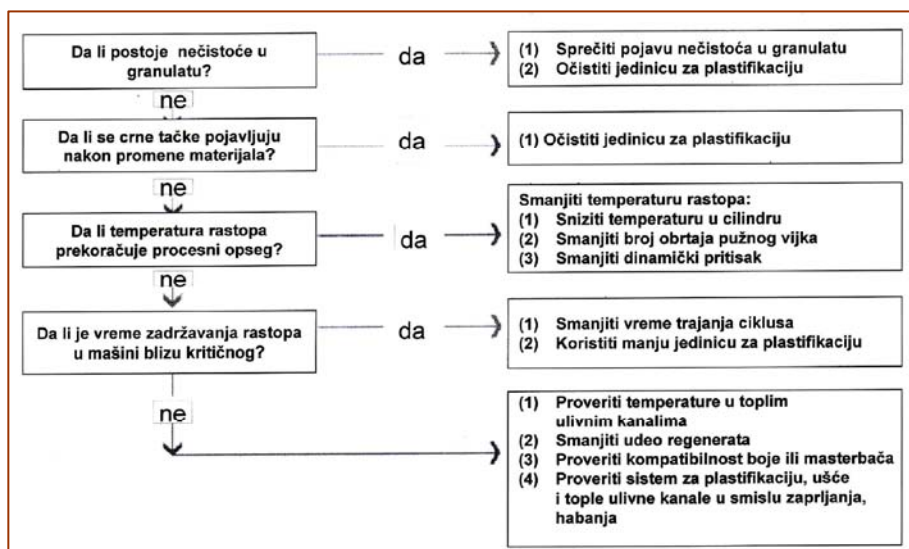 Da li postoje nečistoće u
granulatu?
da
(1) Sprečiti pojavu nečistoća u granulatu
(2) Očistiti jedinicu za plastifikaciju
ne
Da li se crne tačke pojavljuju
nakon promene materijala?
da
(1) Očistiti jedinicu za plastifikaciju
ne
Da li temperatura rastopa
prekoračuje procesni opseg?
da
Smanjiti temperaturu rastopa:
(1) Sniziti temperaturu u cilindru
(2) Smanjiti broj obrtaja pužnog vijka
(3) Smanjiti dinamički pritisak
ne
Da li je vreme zadržavanja rastopa
u mašini blizu kritičnog?
da
(1) Smanjiti vreme trajanja ciklusa
(2) Koristiti manju jedinicu za plastifikaciju
ne
(1) Proveriti temperature u toplim
ulivnim kanalima
(2) Smanjiti udeo regenerata
(3) Proveriti kompatibilnost boje ili masterbača
(4) Proveriti sistem za plastifikaciju, ušće
i tople ulivne kanale u smislu zaprljanja,
habanja